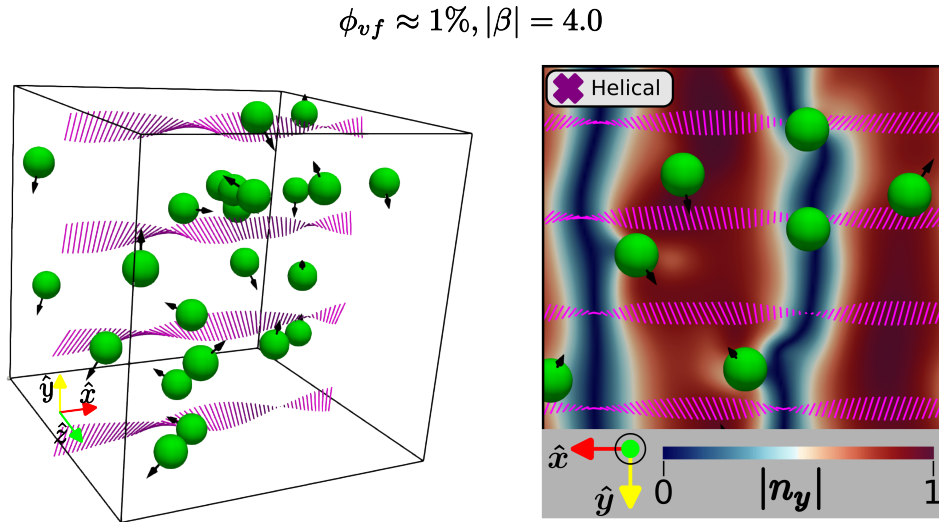 ϕ_vf ≈ 1%, |β| = 4.0
Helical
ŷ
x̂
ẑ
x̂
ŷ
0
|n_y|
1